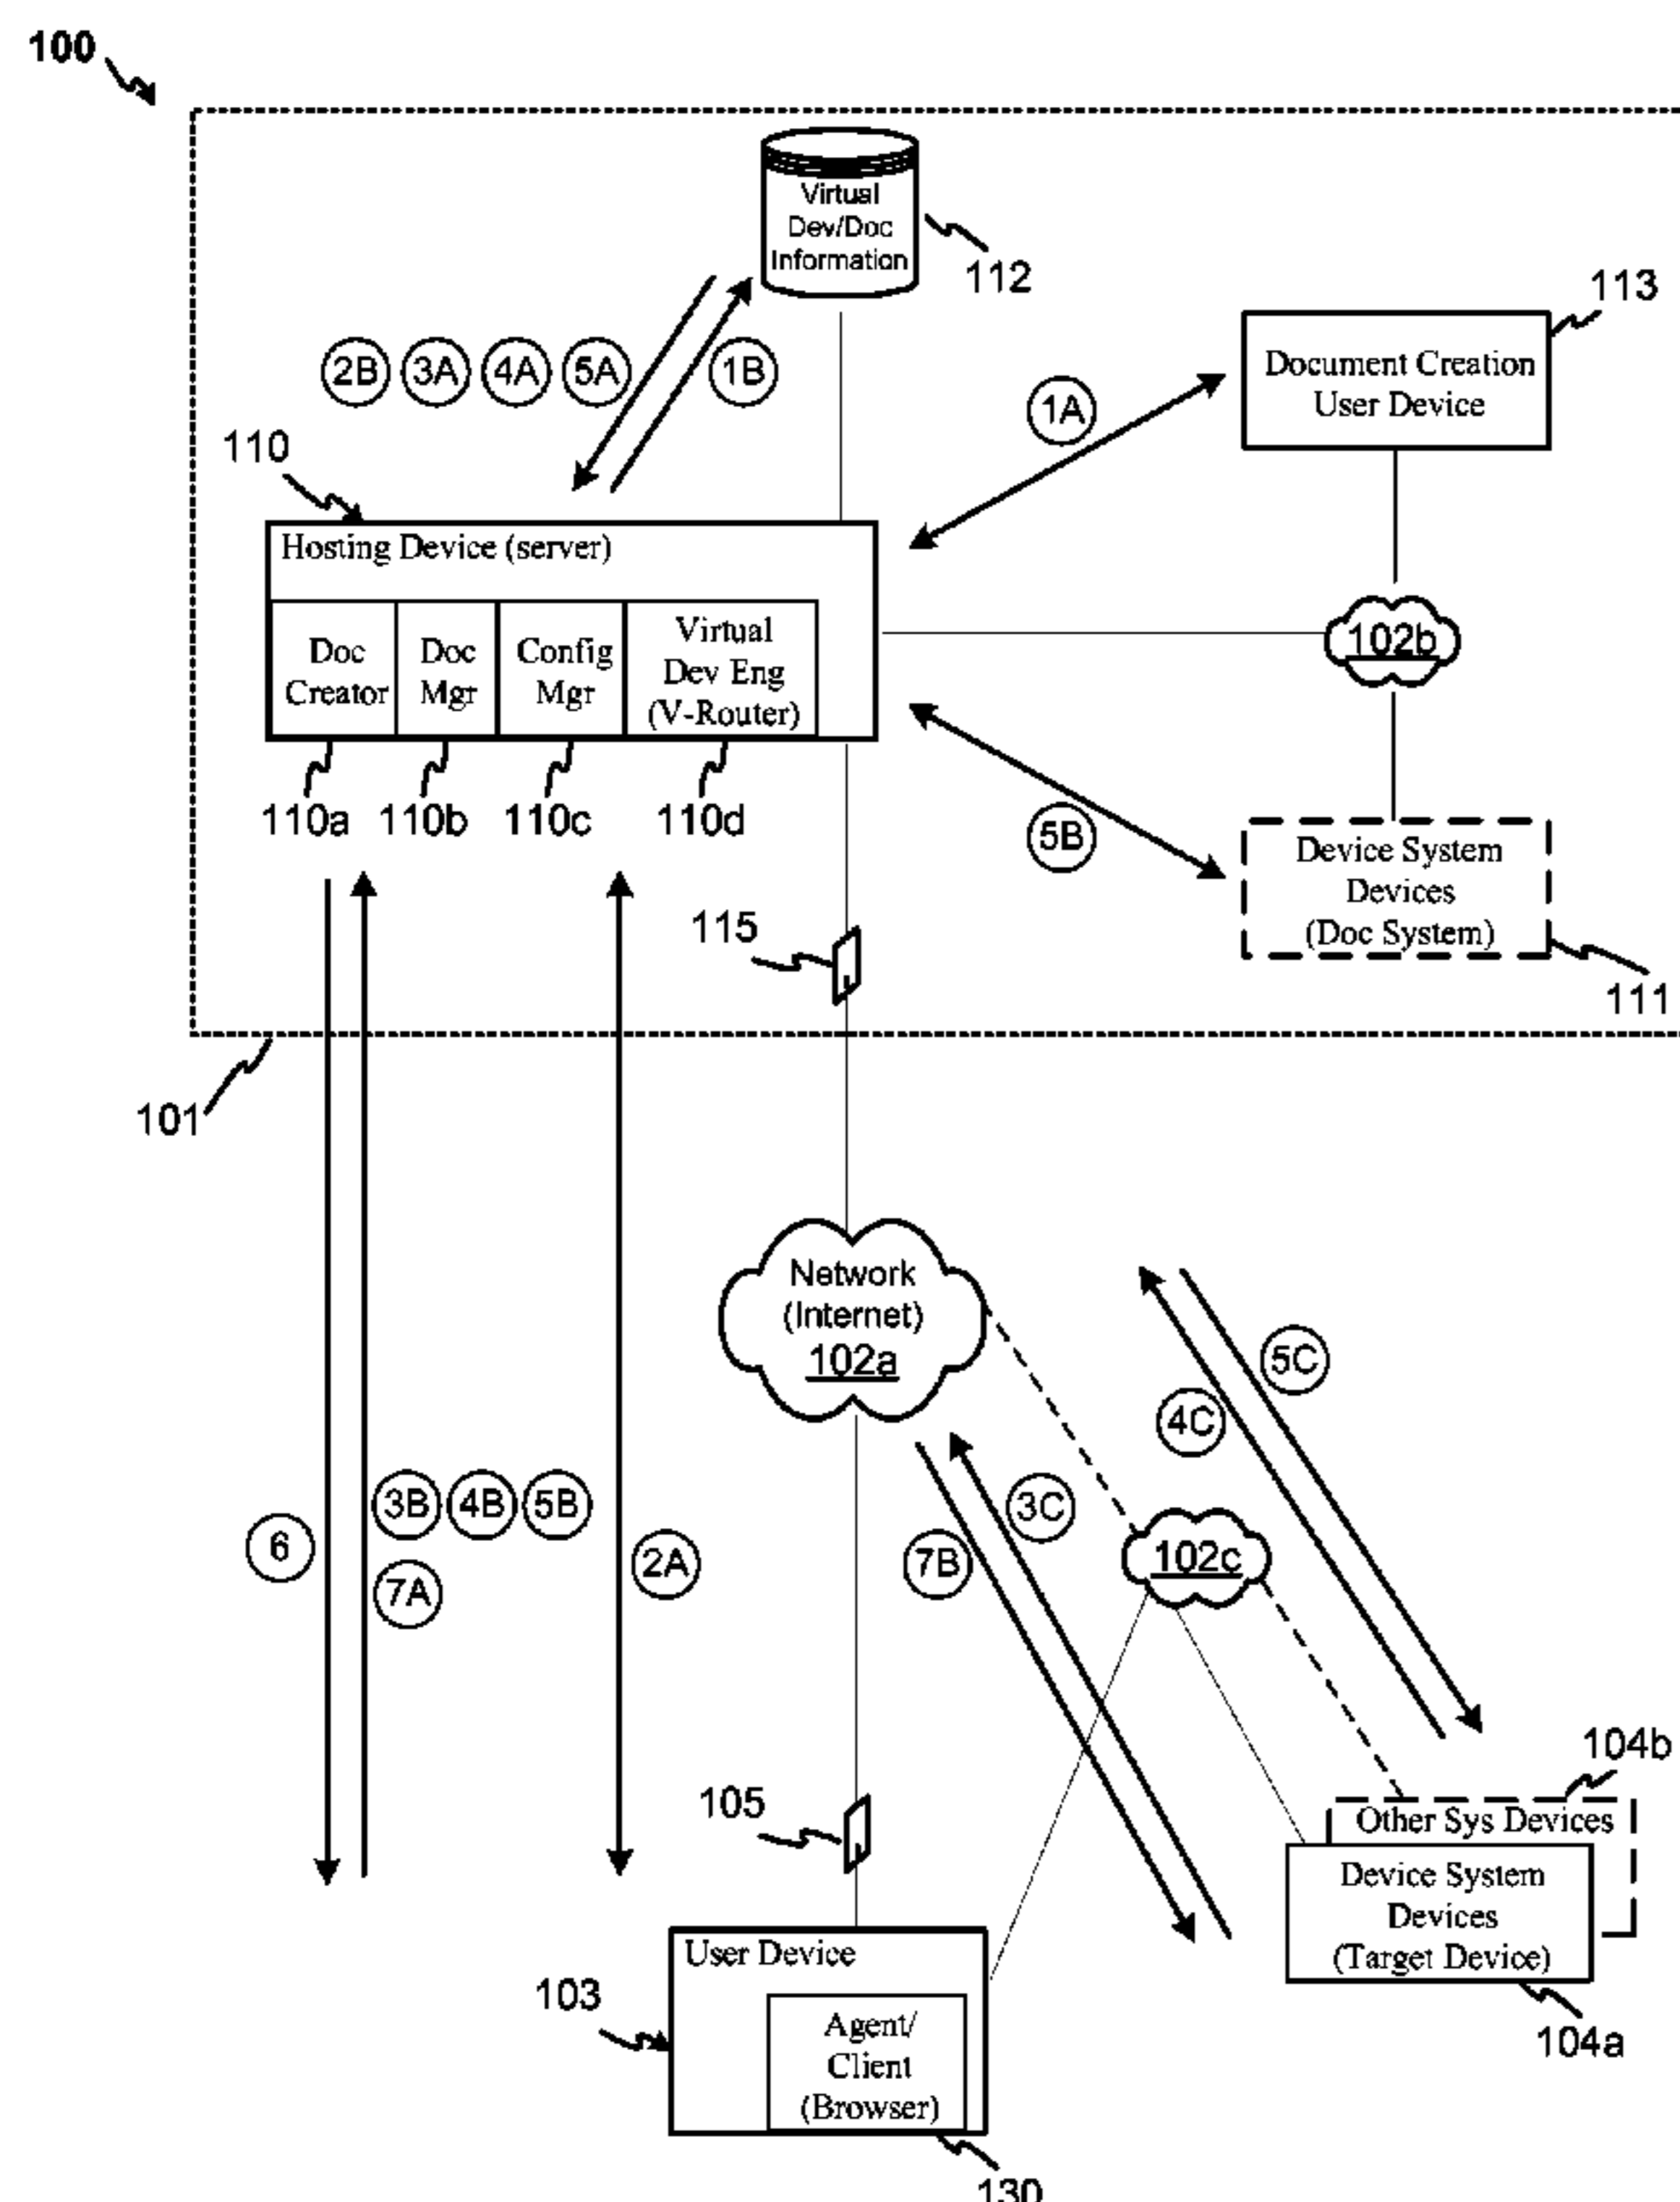 100
Virtual
Dev/Doc
Information
112
113
Document Creation
User Device
2B 3A 4A 5A 1B
1A
110
Hosting Device (server)
Doc
Creator
Doc
Mgr
Config
Mgr
Virtual
Dev Eng
(V-Router)
102b
110a 110b 110c 110d
5B
Device System
Devices
(Doc System)
115
111
101
Network
(Internet)
102a
5C
4C
3B 4B 5B
3C
6
2A
7B
102c
7A
104b
Other Sys Devices
105
Device System
Devices
(Target Device)
104a
User Device
103
Agent/
Client
(Browser)
130